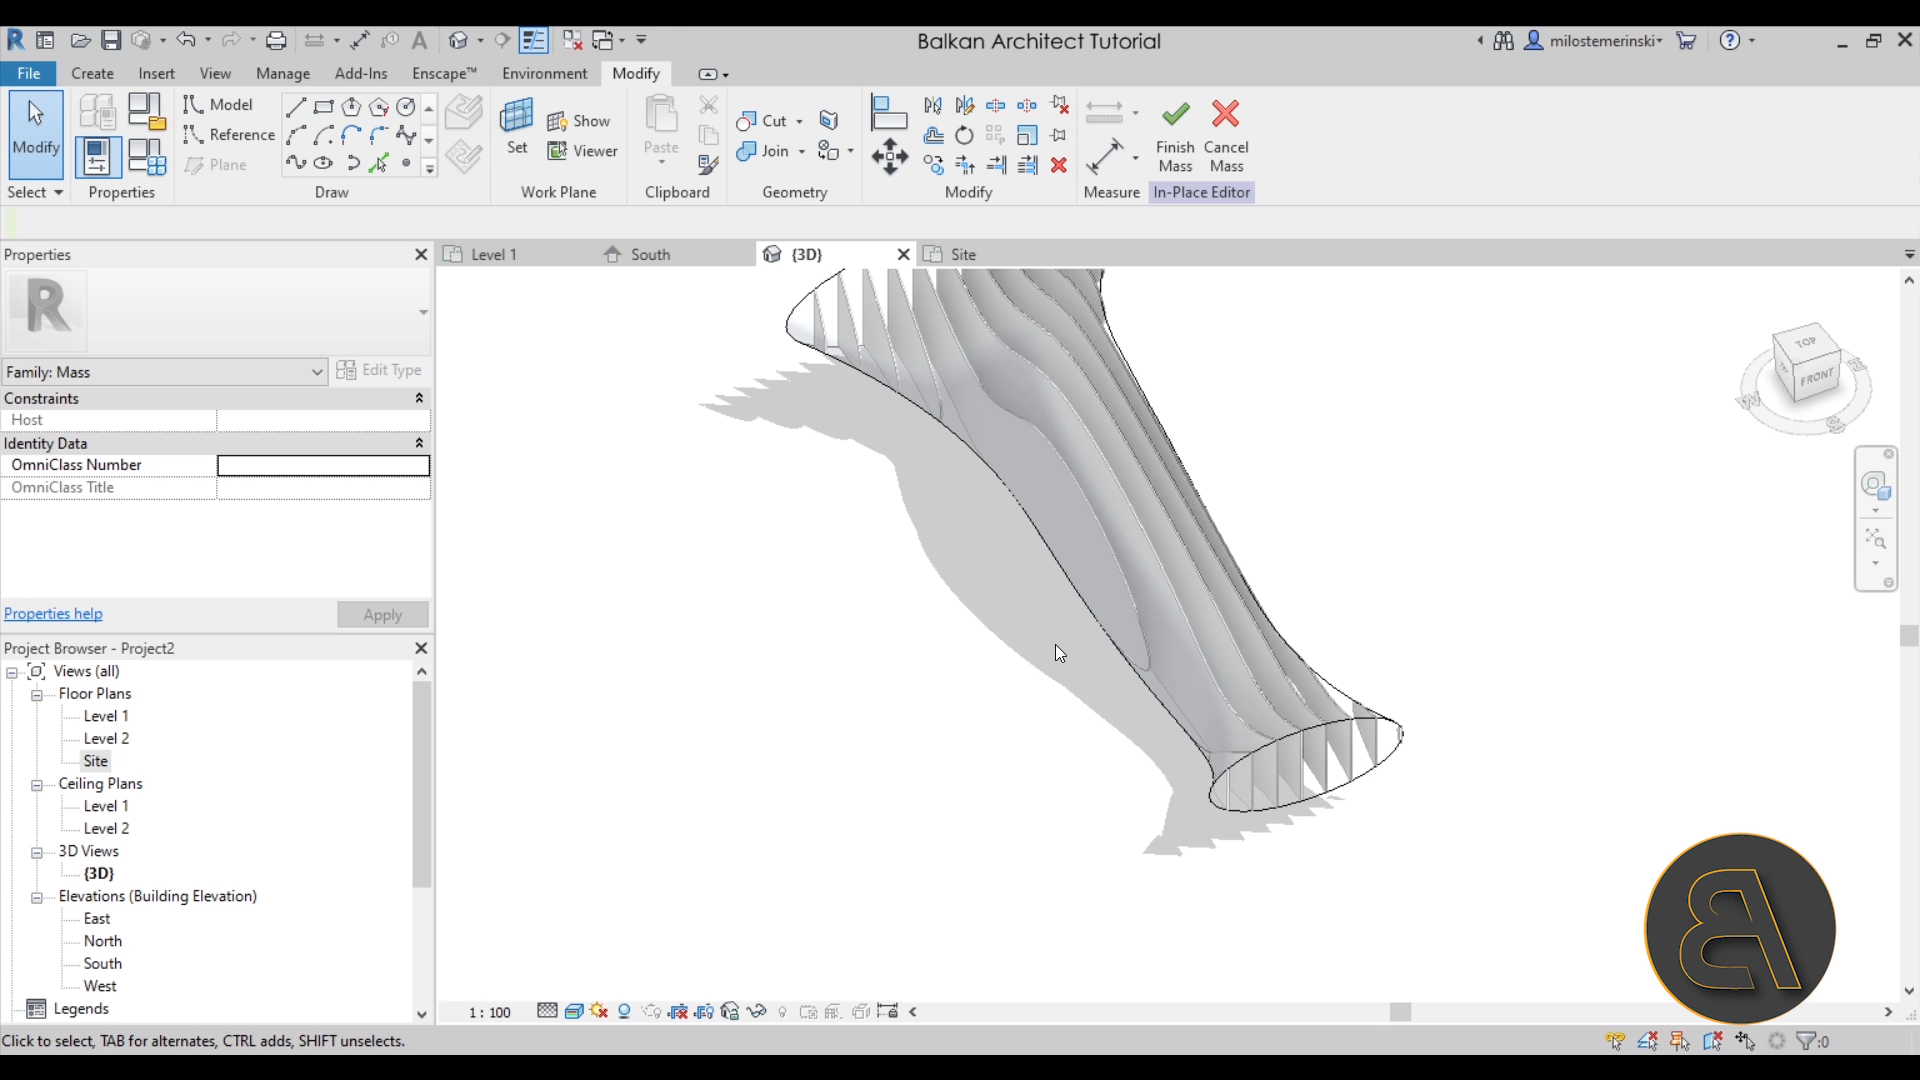 Balkan Architect Tutorial
milostemerinski
File Create Insert View Manage Add-Ins Enscape™ Environment Modify
Modify
Model
Reference
Plane
Set
Show
Viewer
Paste
Cut
Join
Finish Mass
Cancel Mass
Select Properties Draw Work Plane Clipboard Geometry Modify Measure In-Place Editor
Properties
Level 1 South {3D} Site
R
Family: Mass Edit Type
Constraints
Host
Identity Data
OmniClass Number
OmniClass Title
Properties help Apply
Project Browser - Project2
Views (all)
Floor Plans
Level 1
Level 2
Site
Ceiling Plans
Level 1
Level 2
3D Views
{3D}
Elevations (Building Elevation)
East
North
South
West
Legends
TOP
FRONT
W
S
1 : 100
Click to select, TAB for alternates, CTRL adds, SHIFT unselects.
:0